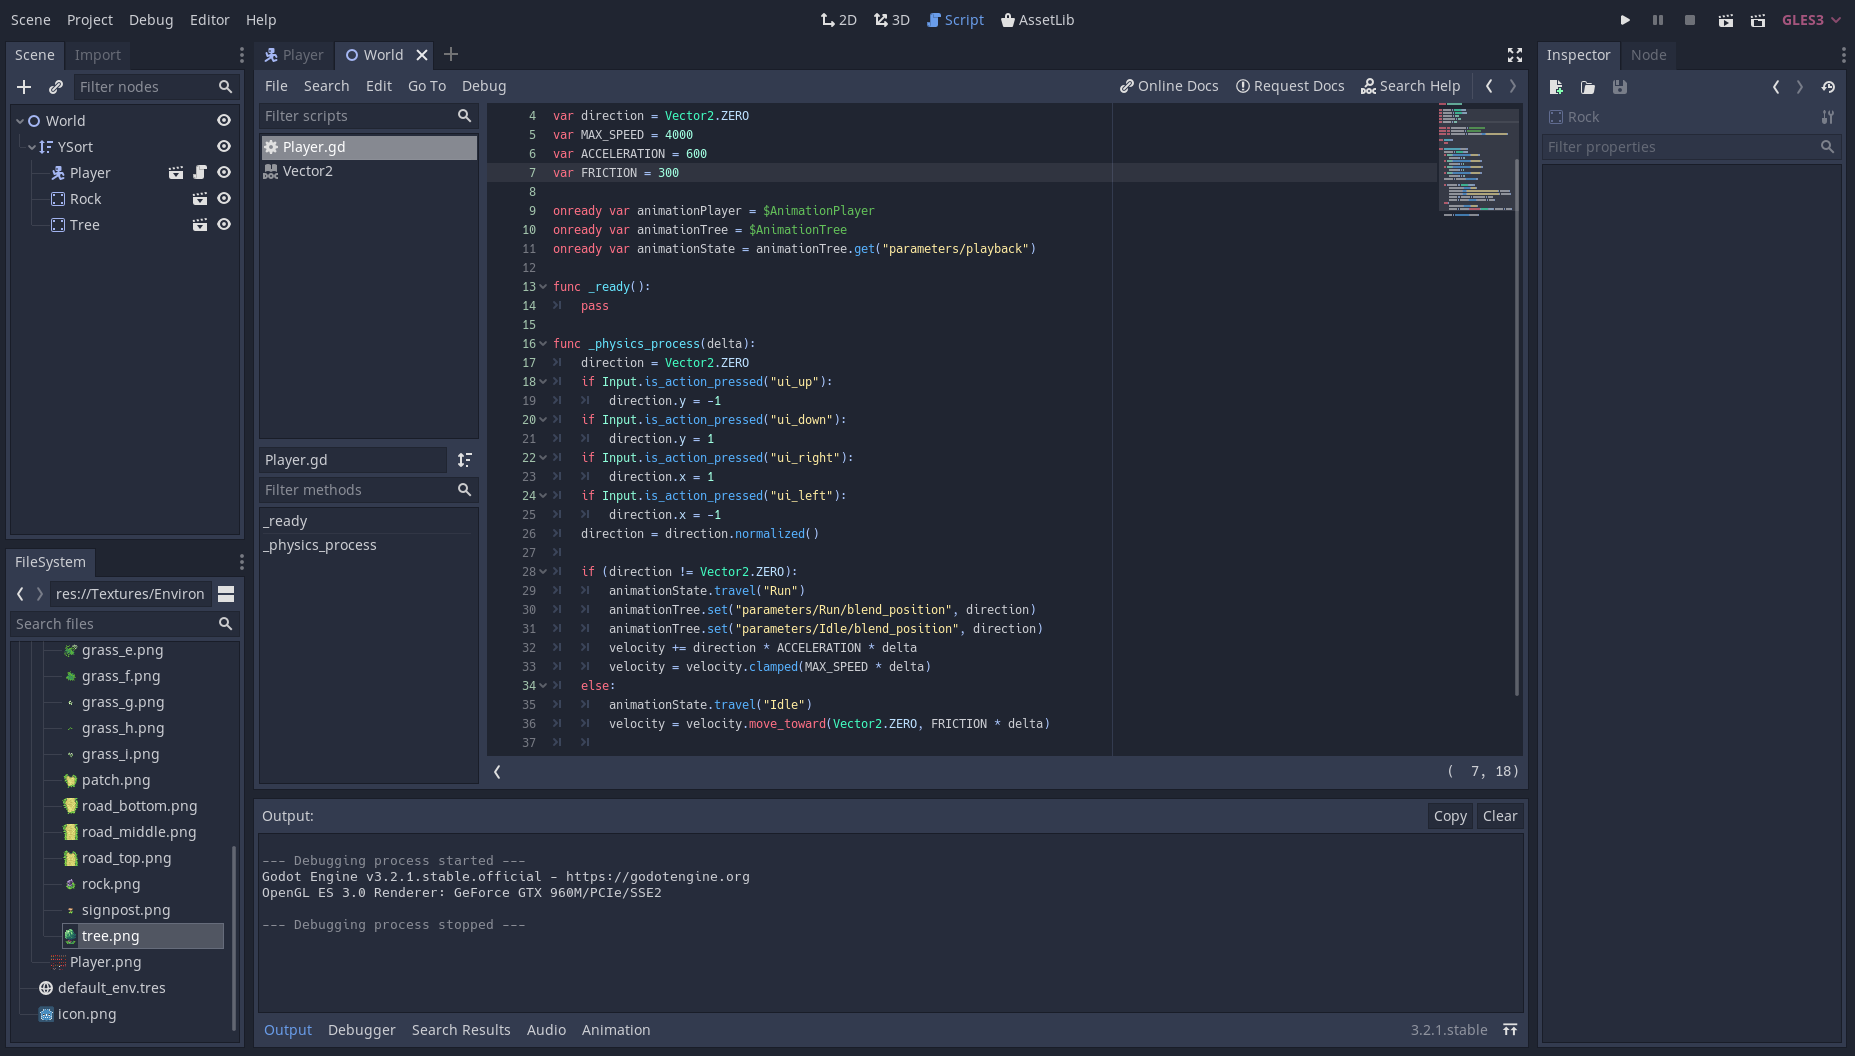 Scene Project Debug Editor Help
2D 3D Script AssetLib
GLES3
Scene Import
Filter nodes
World
YSort
Player
Rock
Tree
FileSystem
res://Textures/Environ
Search files
grass_e.png
grass_f.png
grass_g.png
grass_h.png
grass_i.png
patch.png
road_bottom.png
road_middle.png
road_top.png
rock.png
signpost.png
tree.png
Player.png
default_env.tres
icon.png
Player World
File Search Edit Go To Debug
Online Docs Request Docs Search Help
Filter scripts
Player.gd
DOC Vector2
Player.gd
Filter methods
_ready
_physics_process
4 var direction = Vector2.ZERO
5 var MAX_SPEED = 4000
6 var ACCELERATION = 600
7 var FRICTION = 300
8
9 onready var animationPlayer = $AnimationPlayer
10 onready var animationTree = $AnimationTree
11 onready var animationState = animationTree.get("parameters/playback")
12
13 func _ready():
14 pass
15
16 func _physics_process(delta):
17 direction = Vector2.ZERO
18 if Input.is_action_pressed("ui_up"):
19 direction.y = -1
20 if Input.is_action_pressed("ui_down"):
21 direction.y = 1
22 if Input.is_action_pressed("ui_right"):
23 direction.x = 1
24 if Input.is_action_pressed("ui_left"):
25 direction.x = -1
26 direction = direction.normalized()
27
28 if (direction != Vector2.ZERO):
29 animationState.travel("Run")
30 animationTree.set("parameters/Run/blend_position", direction)
31 animationTree.set("parameters/Idle/blend_position", direction)
32 velocity += direction * ACCELERATION * delta
33 velocity = velocity.clamped(MAX_SPEED * delta)
34 else:
35 animationState.travel("Idle")
36 velocity = velocity.move_toward(Vector2.ZERO, FRICTION * delta)
37
( 7, 18)
Output:
Copy Clear
--- Debugging process started ---
Godot Engine v3.2.1.stable.official - https://godotengine.org
OpenGL ES 3.0 Renderer: GeForce GTX 960M/PCIe/SSE2
--- Debugging process stopped ---
Output Debugger Search Results Audio Animation
3.2.1.stable
Inspector Node
Rock
Filter properties